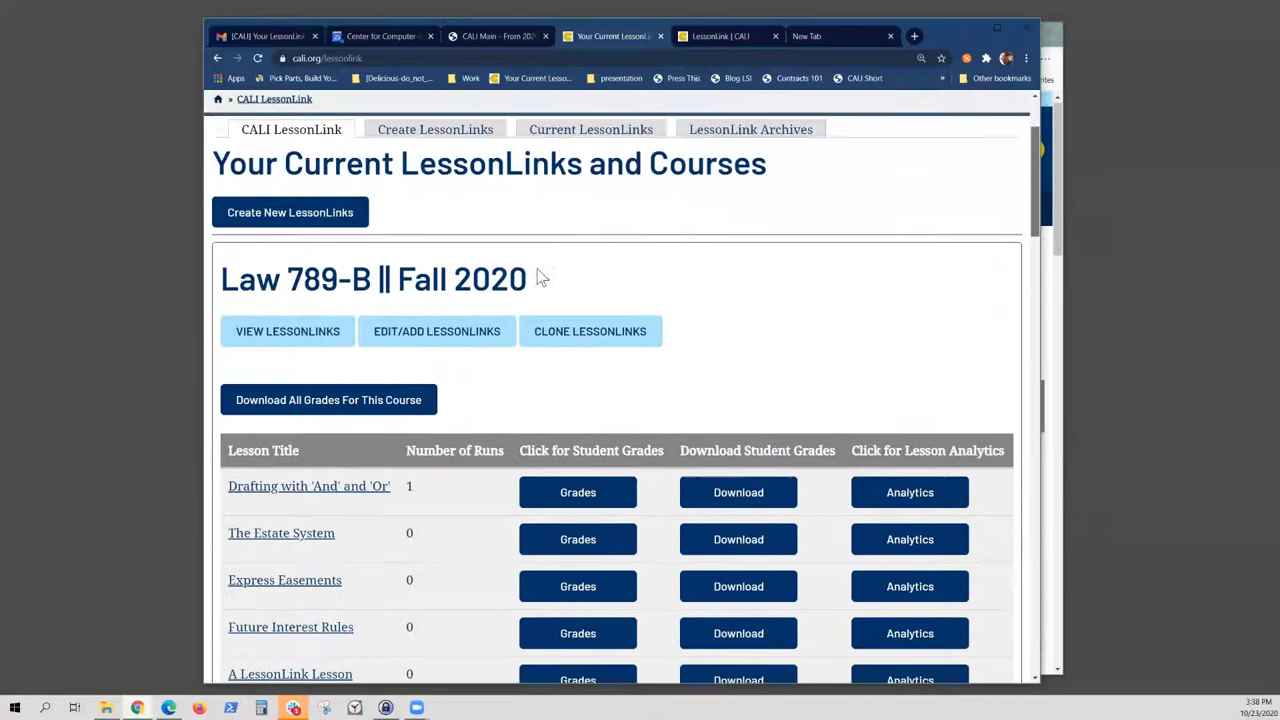 [CALI] Your LessonLin
Center for Computer-
CALI Main - From 2020
Your Current LessonLi
LessonLink | CALI
New Tab
cali.org/lessonlink
Apps
Pick Parts, Build Yo...
[Delicious-do_not_...
Work
Your Current Lesso...
presentation
Press This
Blog LSI
Contracts 101
CALI Short
»
Other bookmarks
» CALI LessonLink
CALI LessonLink
Create LessonLinks
Current LessonLinks
LessonLink Archives
Your Current LessonLinks and Courses
Create New LessonLinks
Law 789-B || Fall 2020
VIEW LESSONLINKS
EDIT/ADD LESSONLINKS
CLONE LESSONLINKS
Download All Grades For This Course
Lesson Title Number of Runs Click for Student Grades Download Student Grades Click for Lesson Analytics
Drafting with 'And' and 'Or' 1 Grades Download Analytics
The Estate System 0 Grades Download Analytics
Express Easements 0 Grades Download Analytics
Future Interest Rules 0 Grades Download Analytics
A LessonLink Lesson 0 Grades Download Analytics
3:38 PM
10/23/2020